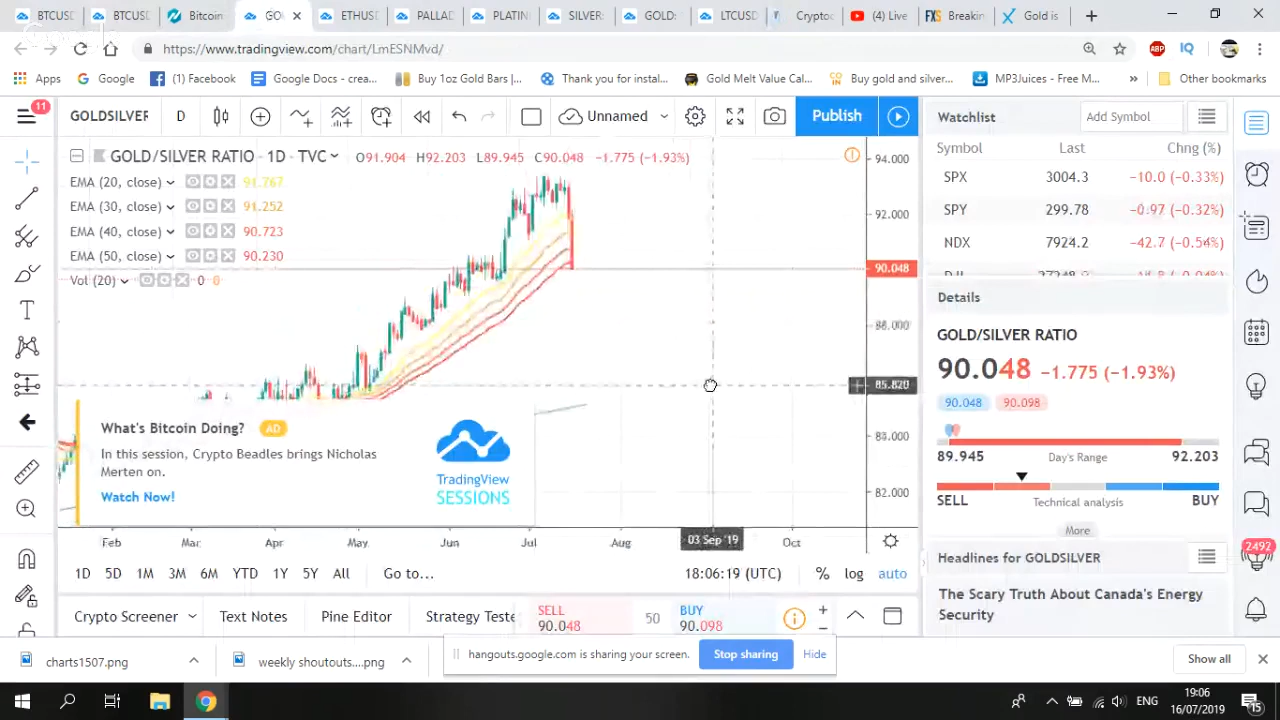 BTCUSD
BTCUSD
Bitcoin
GO
ETHUS
PALLAD
PLATIN
SILVER:
GOLD:
LTCUSD
Cryptc
(4) Live
Breakin
Gold is
https://www.tradingview.com/chart/LmESNMvd/
Apps
Google
(1) Facebook
Google Docs - crea...
Buy 1oz Gold Bars |...
Thank you for instal...
Gold Melt Value Cal...
Buy gold and silver...
MP3Juices - Free M...
Other bookmarks
11
GOLDSILVER
D
Unnamed
Publish
GOLD/SILVER RATIO - 1D - TVC
O91.904 H92.203 L89.945 C90.048 -1.775 (-1.93%)
EMA (20, close) 91.767
EMA (30, close) 91.252
EMA (40, close) 90.723
EMA (50, close) 90.230
Vol (20) 0 0
94.000
92.000
90.048
88.000
85.820
82.000
What's Bitcoin Doing? AD
In this session, Crypto Beadles brings Nicholas
Merten on.
Watch Now!
TradingView
SESSIONS
Feb Mar Apr May Jun Jul Aug 03 Sep '19 Oct
1D 5D 1M 3M 6M YTD 1Y 5Y All Go to... 18:06:19 (UTC) % log auto
Crypto Screener Text Notes Pine Editor Strategy Teste
SELL
90.048
50
BUY
90.098
Watchlist
Add Symbol
Symbol Last Chng (%)
SPX 3004.3 -10.0 (-0.33%)
SPY 299.78 -0.97 (-0.32%)
NDX 7924.2 -42.7 (-0.54%)
Details
GOLD/SILVER RATIO
90.048 -1.775 (-1.93%)
90.048 90.098
89.945 Day's Range 92.203
SELL Technical analysis BUY
More
Headlines for GOLDSILVER
The Scary Truth About Canada's Energy
Security
2492
charts1507.png
weekly shoutouts....png
hangouts.google.com is sharing your screen.
Stop sharing
Hide
Show all
ENG
19:06
16/07/2019
15